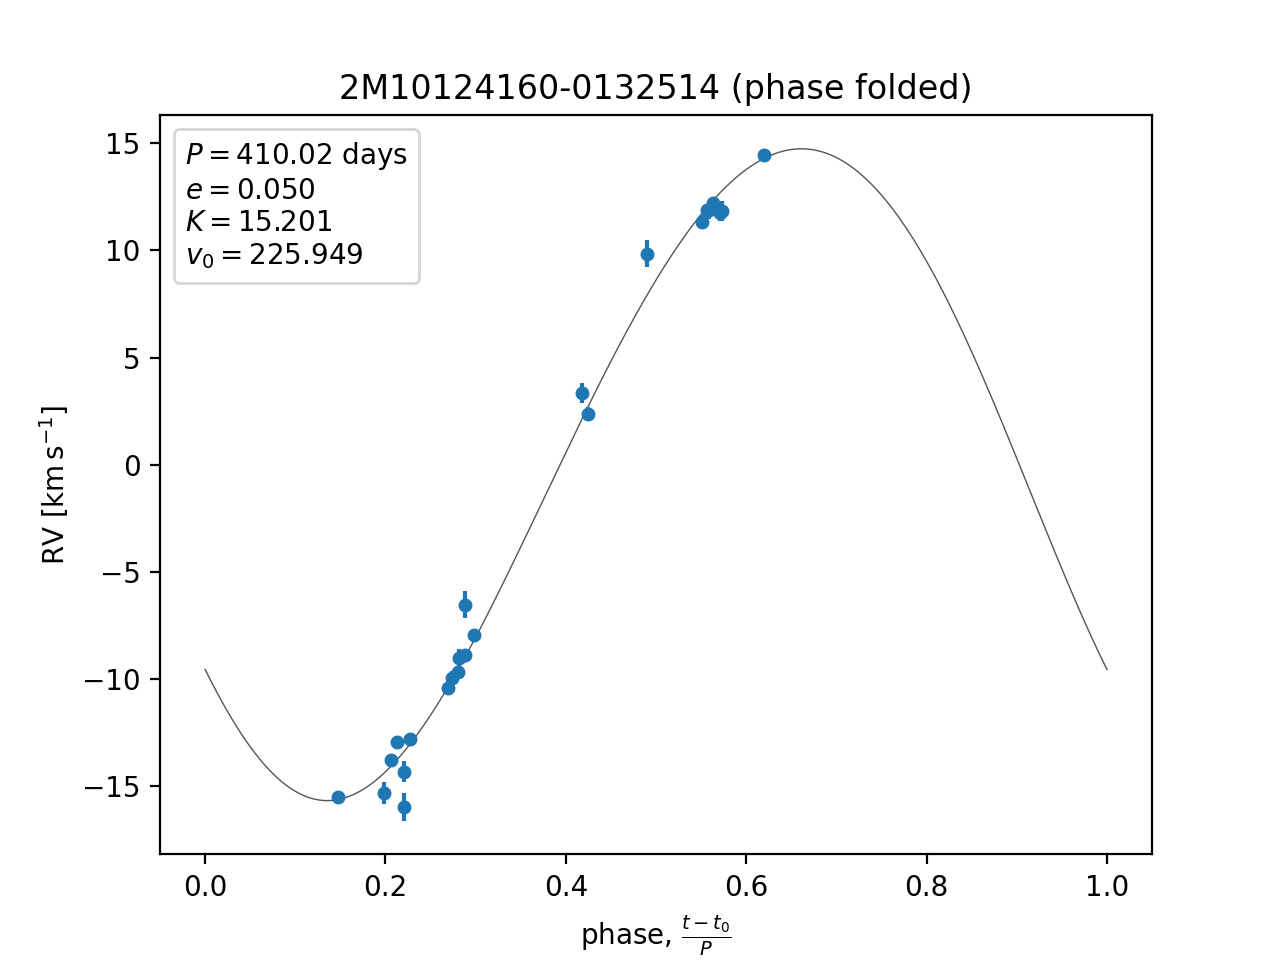 2M10124160-0132514 (phase folded)
P = 410.02 days
e = 0.050
K = 15.201
v₀ = 225.949
15
10
5
0
−5
−10
−15
RV [km s⁻¹]
0.0 0.2 0.4 0.6 0.8 1.0
phase, (t − t₀)/P